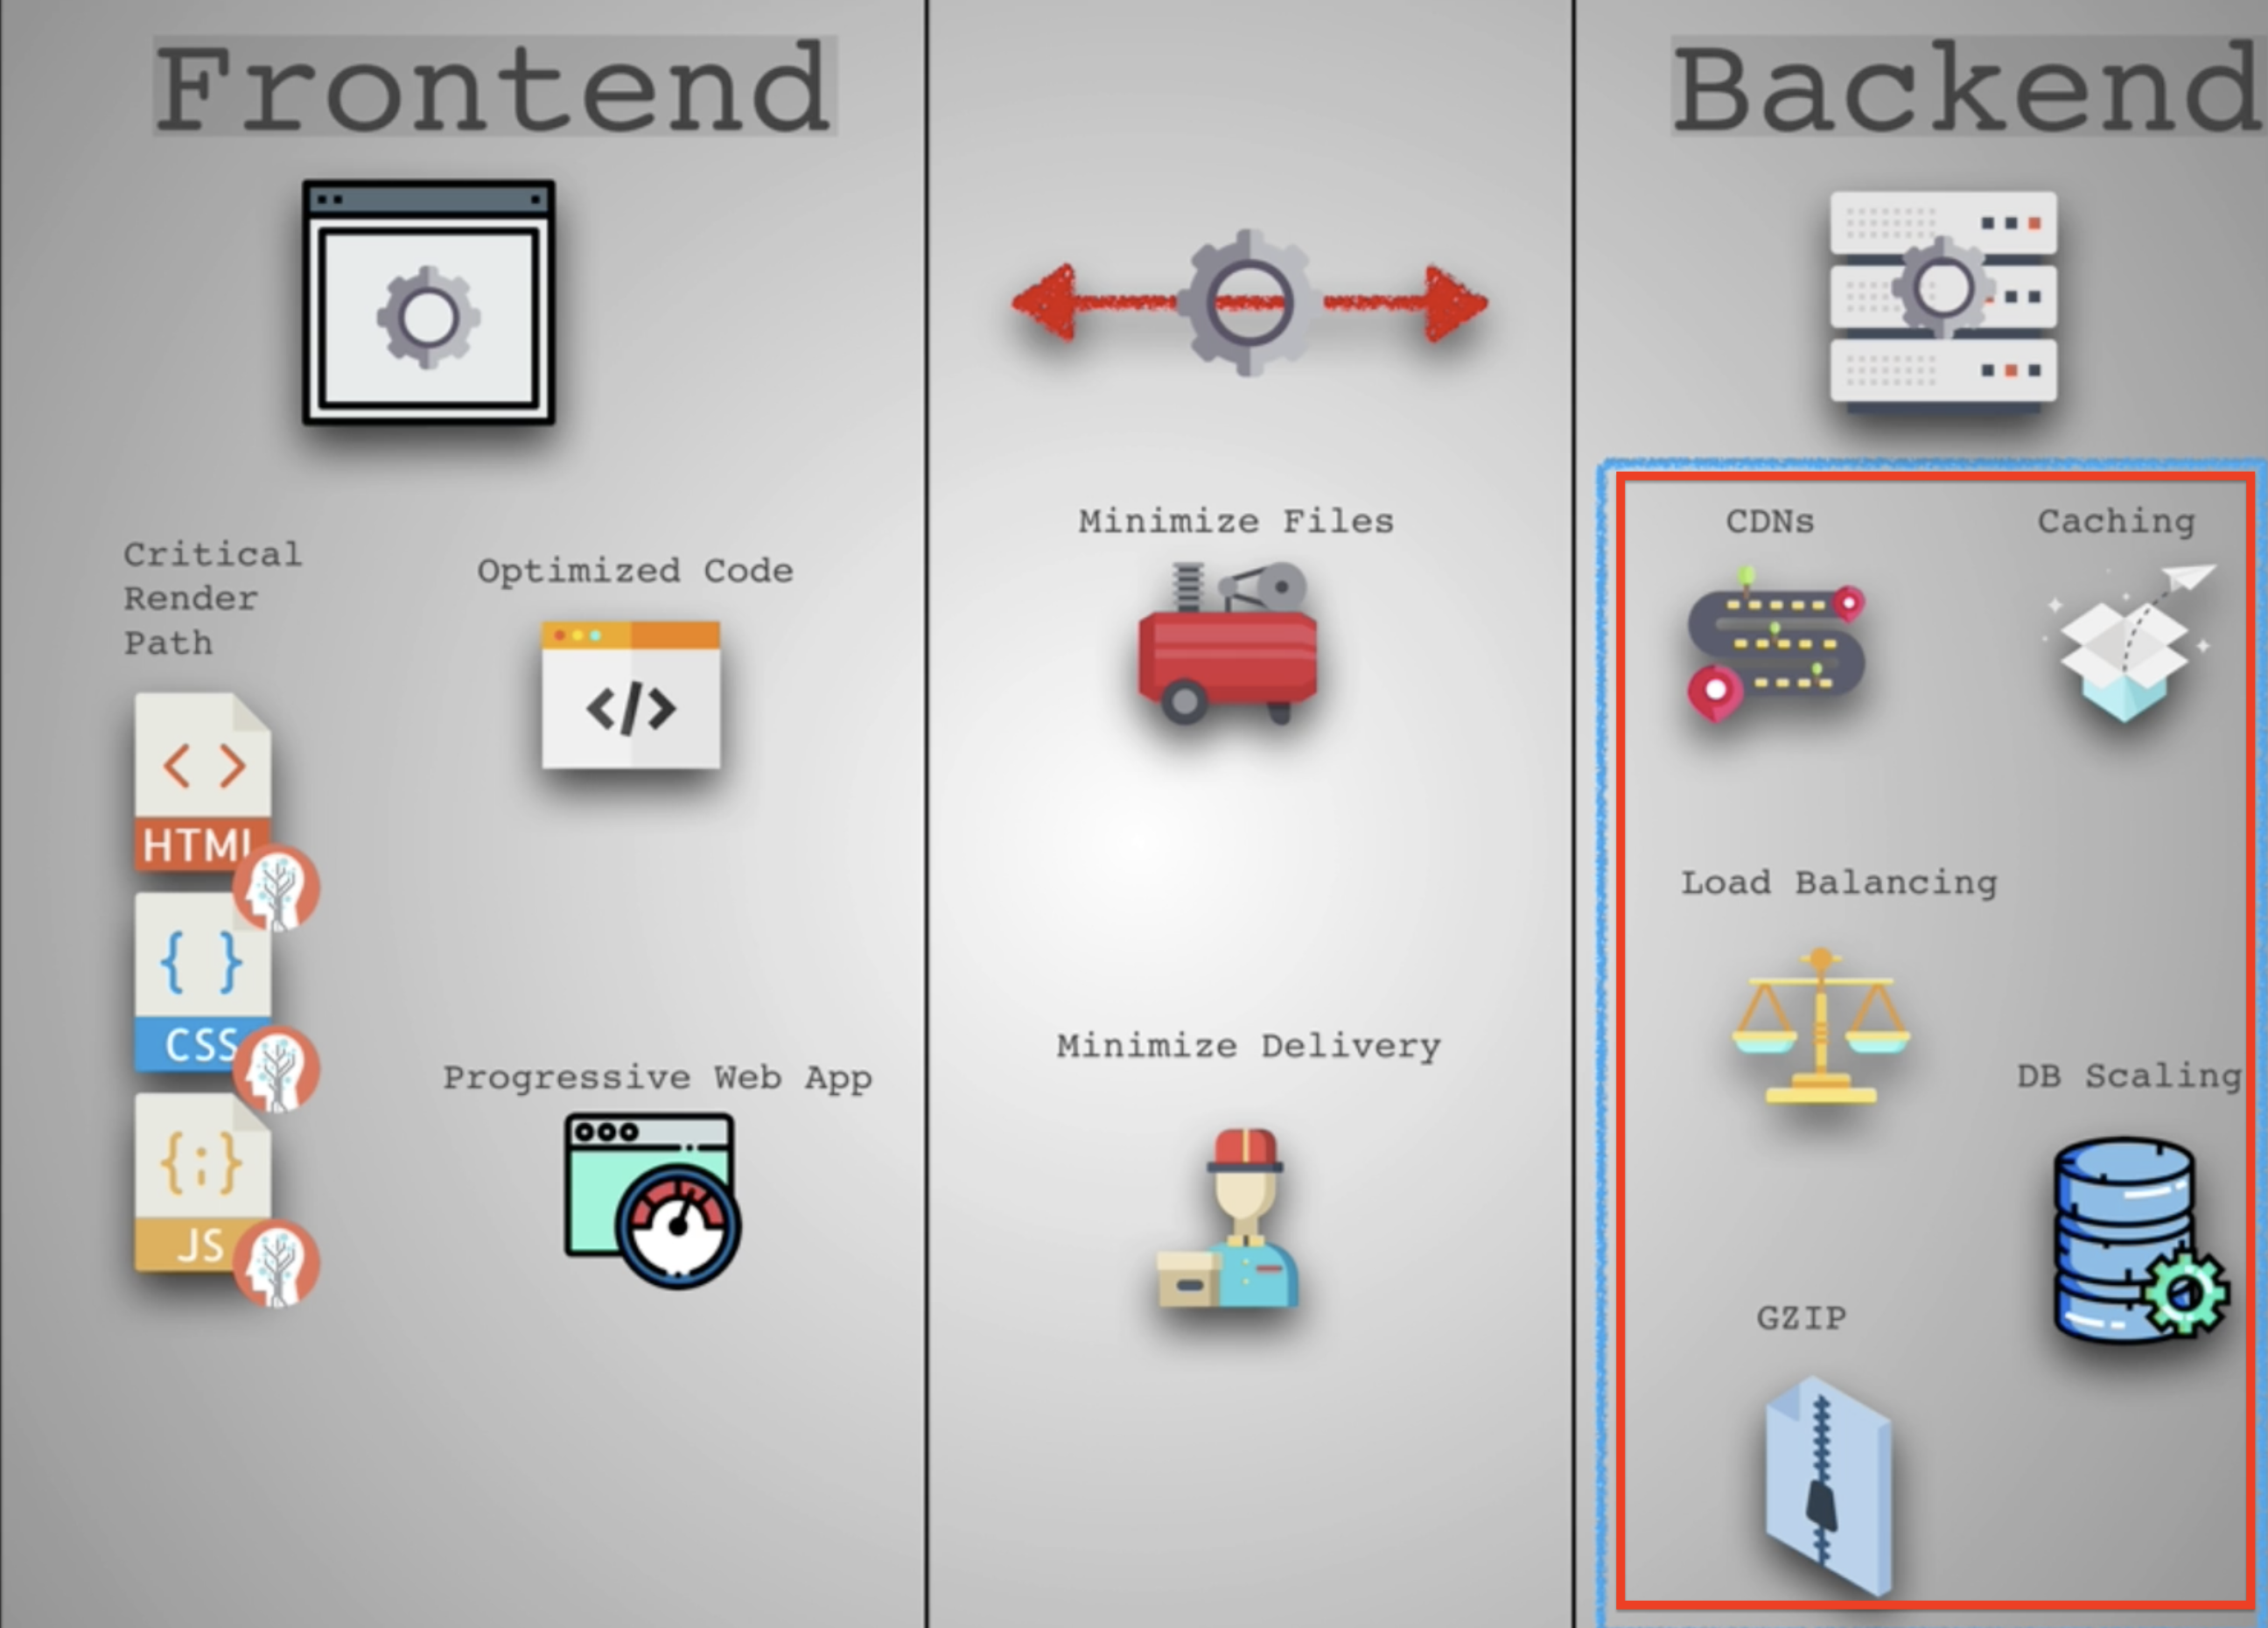 Frontend
Critical
Render
Path
HTML
CSS
JS
Optimized Code
</>
Progressive Web App
Minimize Files
Minimize Delivery
Backend
CDNs
Caching
Load Balancing
DB Scaling
GZIP